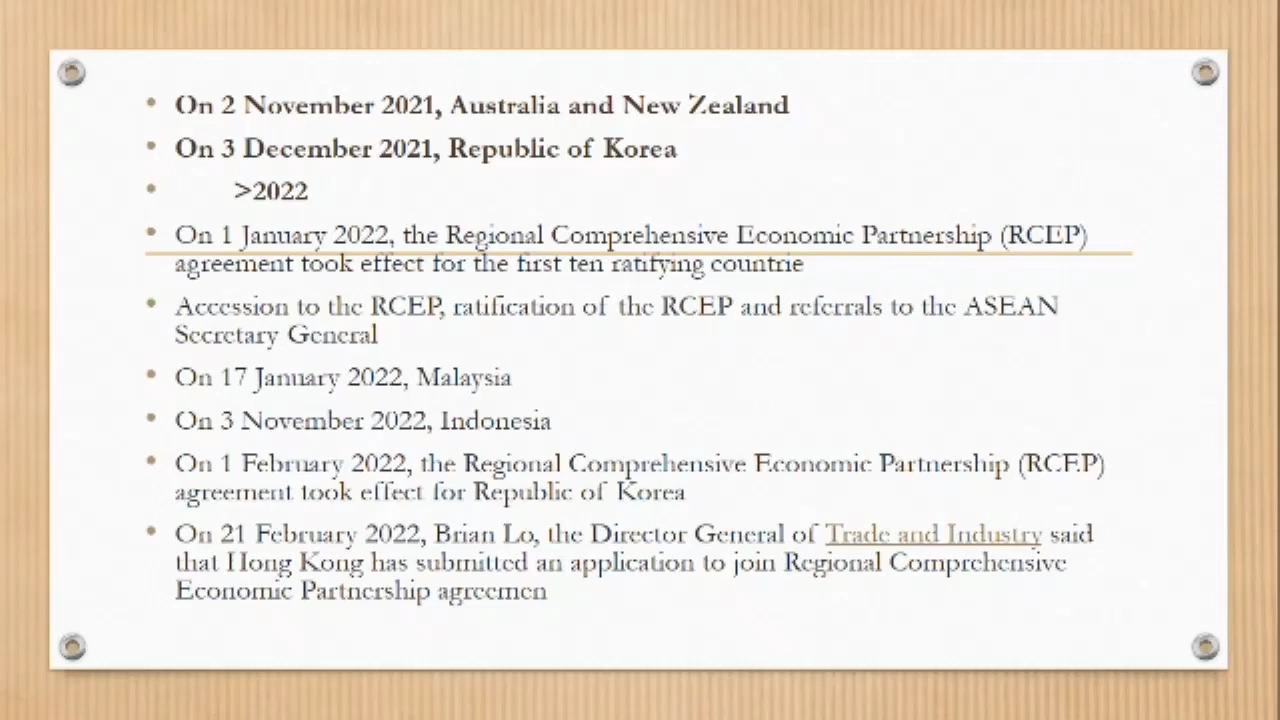 • On 2 November 2021, Australia and New Zealand
• On 3 December 2021, Republic of Korea
• >2022
• On 1 January 2022, the Regional Comprehensive Economic Partnership (RCEP)
agreement took effect for the first ten ratifying countrie
• Accession to the RCEP, ratification of the RCEP and referrals to the ASEAN
Secretary General
• On 17 January 2022, Malaysia
• On 3 November 2022, Indonesia
• On 1 February 2022, the Regional Comprehensive Economic Partnership (RCEP)
agreement took effect for Republic of Korea
• On 21 February 2022, Brian Lo, the Director General of Trade and Industry said
that Hong Kong has submitted an application to join Regional Comprehensive
Economic Partnership agreemen